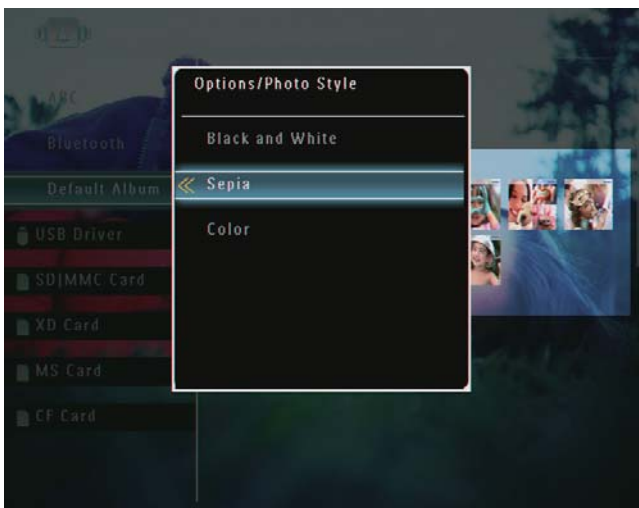 Options/Photo Style
Black and White
Sepia
Color
ABC
Bluetooth
Default Album
USB Driver
SD|MMC Card
XD Card
MS Card
CF Card